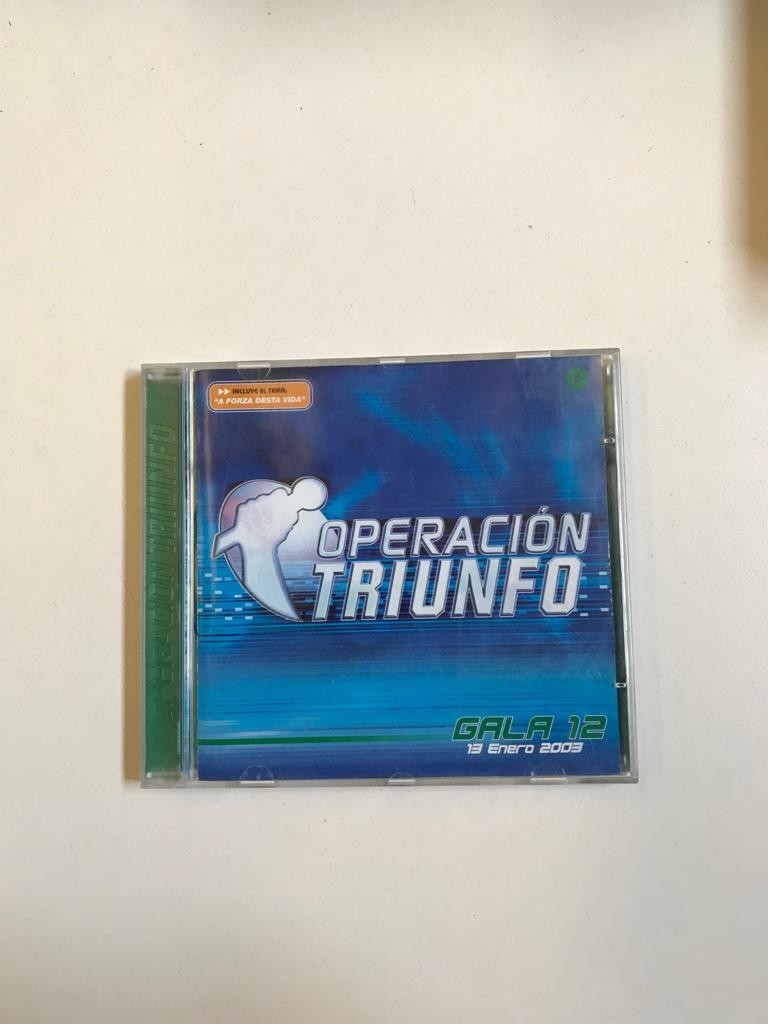 INCLUYE EL TEMA:
"A FORZA DESTA VIDA"
OPERACIÓN
TRIUNFO
GALA 12
13 Enero 2003
OPERACIÓN TRIUNFO